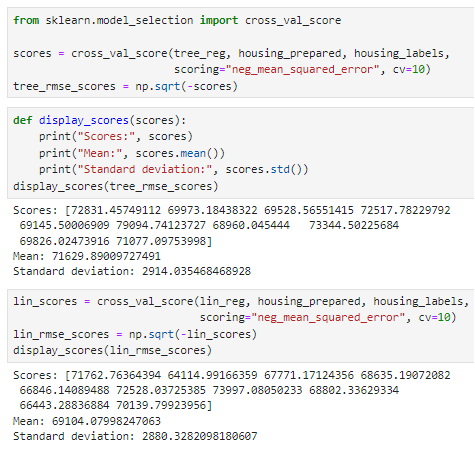 from sklearn.model_selection import cross_val_score
scores = cross_val_score(tree_reg, housing_prepared, housing_labels,
scoring="neg_mean_squared_error", cv=10)
tree_rmse_scores = np.sqrt(-scores)
def display_scores(scores):
print("Scores:", scores)
print("Mean:", scores.mean())
print("Standard deviation:", scores.std())
display_scores(tree_rmse_scores)
Scores: [72831.45749112 69973.18438322 69528.56551415 72517.78229792
69145.50006909 79094.74123727 68960.045444 73344.50225684
69826.02473916 71077.09753998]
Mean: 71629.89009727491
Standard deviation: 2914.035468468928
lin_scores = cross_val_score(lin_reg, housing_prepared, housing_labels,
scoring="neg_mean_squared_error", cv=10)
lin_rmse_scores = np.sqrt(-lin_scores)
display_scores(lin_rmse_scores)
Scores: [71762.76364394 64114.99166359 67771.17124356 68635.19072082
66846.14089488 72528.03725385 73997.08050233 68802.33629334
66443.28836884 70139.79923956]
Mean: 69104.07998247063
Standard deviation: 2880.3282098180607